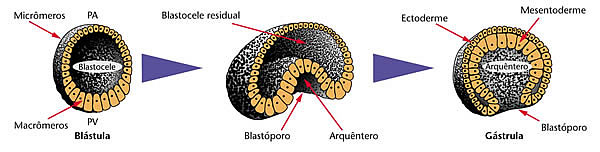 Micrômeros
PA
Blastocele
Macrômeros
PV
Blástula
Blastocele residual
Blastóporo
Arquêntero
Ectoderme
Mesentoderme
Arquêntero
Blastóporo
Gástrula